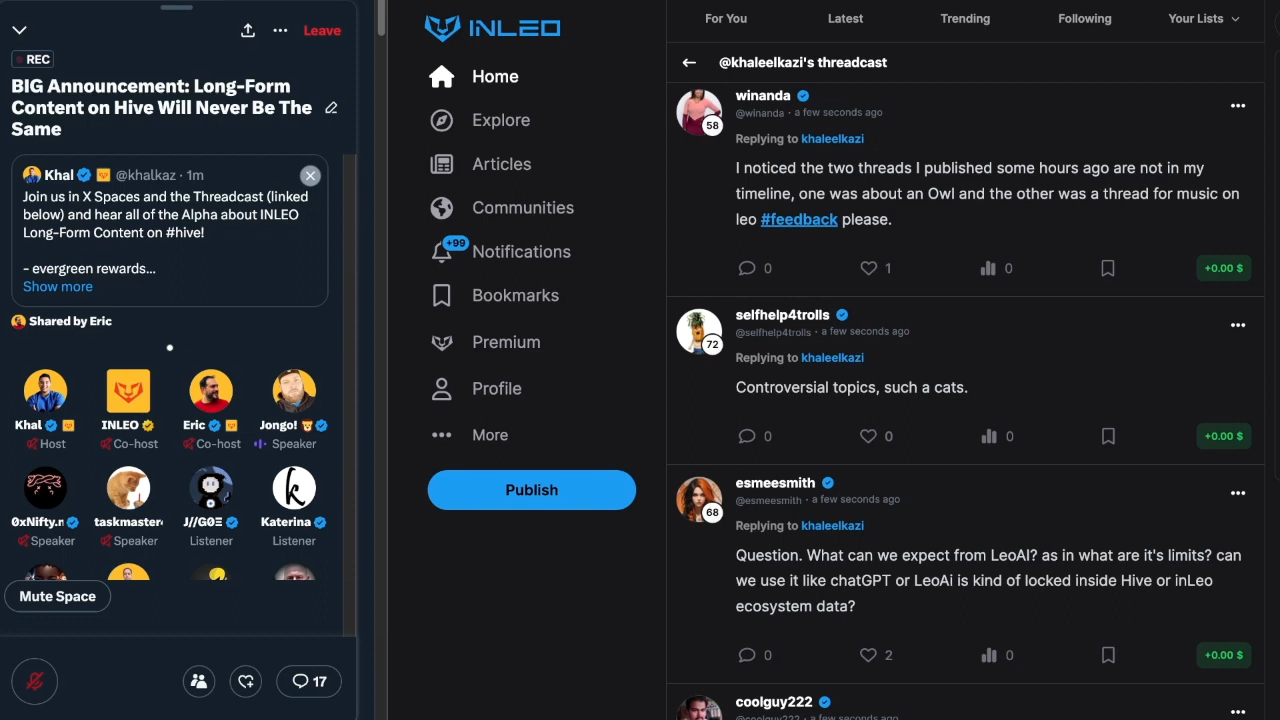 Leave
REC
BIG Announcement: Long-Form
Content on Hive Will Never Be The
Same
Khal @khalkaz · 1m
Join us in X Spaces and the Threadcast (linked
below) and hear all of the Alpha about INLEO
Long-Form Content on #hive!
- evergreen rewards...
Show more
Shared by Eric
Khal
Host
INLEO
Co-host
Eric
Co-host
Jongo!
Speaker
0xNifty.n
Speaker
taskmaster
Speaker
J//GΘΞ
Listener
Katerina
Listener
Mute Space
17
INLEO
Home
Explore
Articles
Communities
+99
Notifications
Bookmarks
Premium
Profile
More
Publish
For You
Latest
Trending
Following
Your Lists
@khaleelkazi's threadcast
58
winanda
@winanda · a few seconds ago
Replying to khaleelkazi
I noticed the two threads I published some hours ago are not in my
timeline, one was about an Owl and the other was a thread for music on
leo #feedback please.
0 1 0 +0.00 $
72
selfhelp4trolls
@selfhelp4trolls · a few seconds ago
Replying to khaleelkazi
Controversial topics, such a cats.
0 0 0 +0.00 $
68
esmeesmith
@esmeesmith · a few seconds ago
Replying to khaleelkazi
Question. What can we expect from LeoAI? as in what are it's limits? can
we use it like chatGPT or LeoAi is kind of locked inside Hive or inLeo
ecosystem data?
0 2 0 +0.00 $
coolguy222
@coolguy222 · a few seconds ago